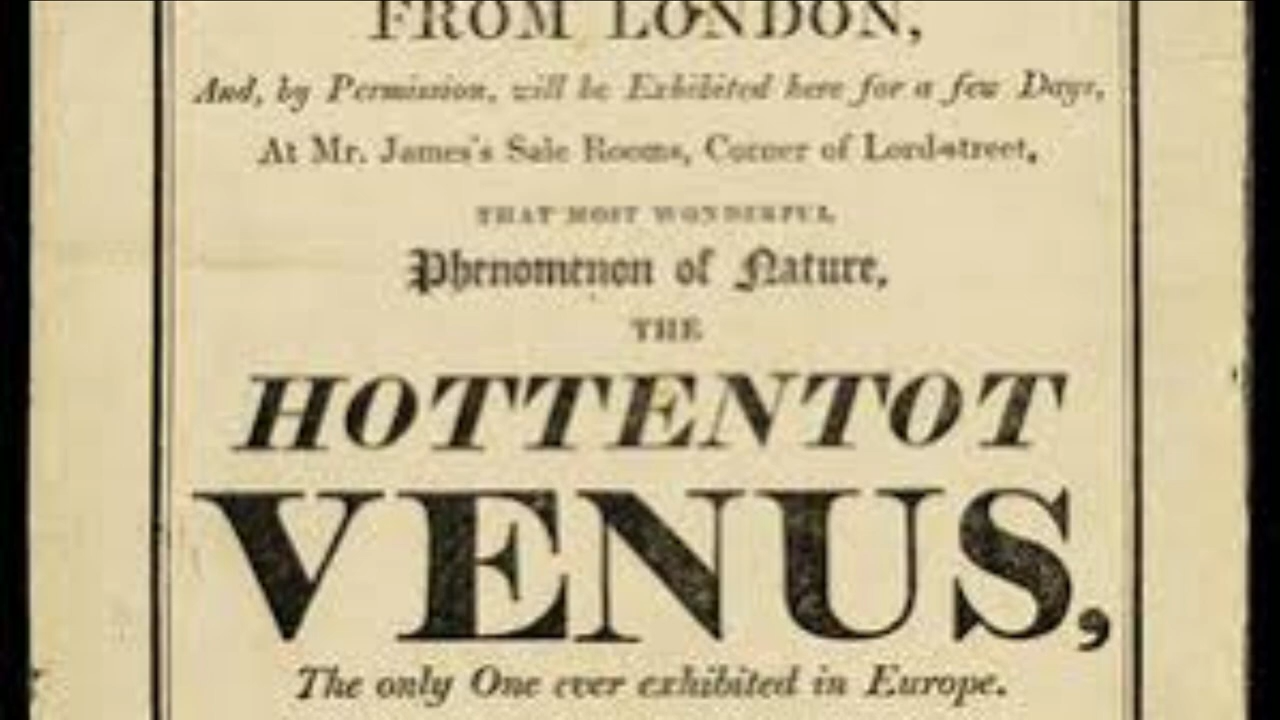 FROM LONDON,
And, by Permission, will be Exhibited here for a few Days,
At Mr. James's Sale Rooms, Corner of Lord-street,
THAT MOST WONDERFUL
Phenomenon of Nature,
THE
HOTTENTOT
VENUS,
The only One ever exhibited in Europe.